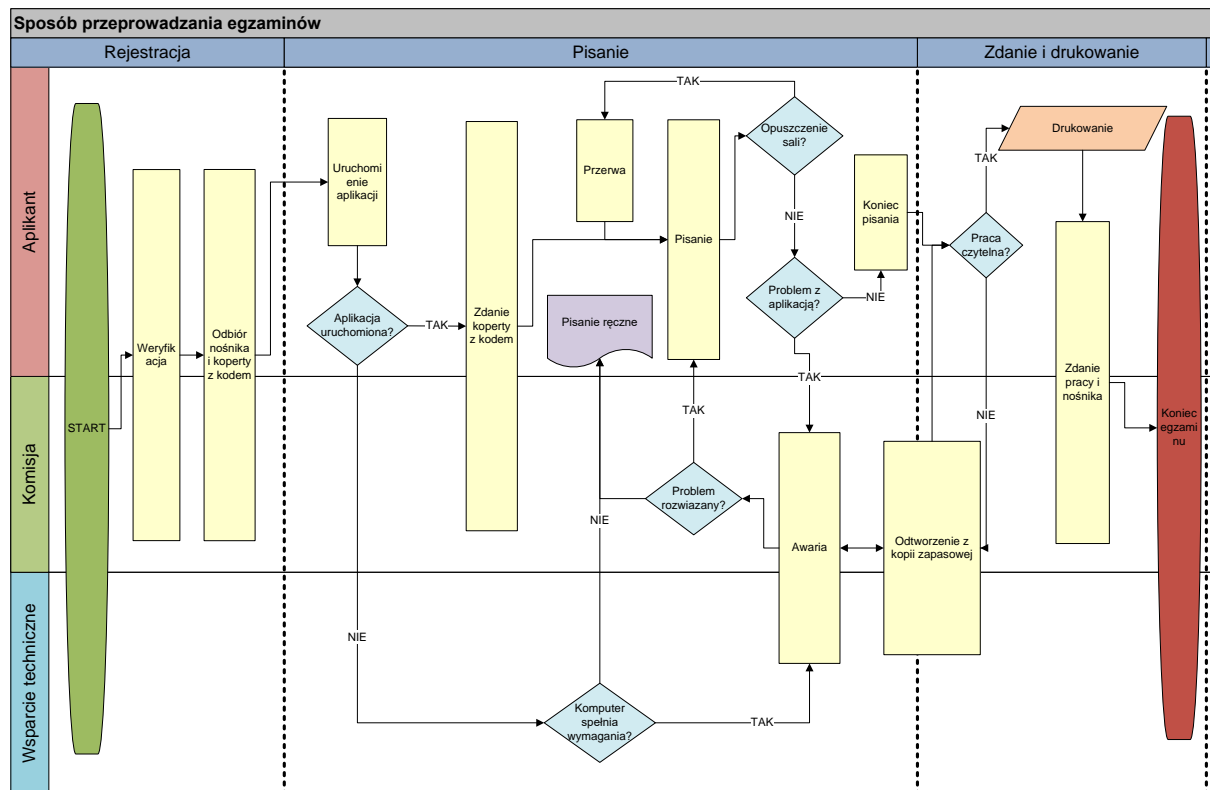 Sposób przeprowadzania egzaminów
Rejestracja
Pisanie
Zdanie i drukowanie
Aplikant
Komisja
Wsparcie techniczne
START
Weryfik
acja
Odbiór
nośnika
i koperty
z kodem
Uruchom
ienie
aplikacji
Aplikacja
uruchomiona?
TAK
NIE
Zdanie
koperty
z kodem
TAK
Przerwa
Pisanie
Opuszczenie
sali?
NIE
Problem z
aplikacją?
NIE
TAK
Koniec
pisania
Pisanie ręczne
TAK
NIE
Problem
rozwiazany?
Awaria
Komputer
spełnia
wymagania?
TAK
Odtworzenie z
kopii zapasowej
Praca
czytelna?
TAK
NIE
Drukowanie
Zdanie
pracy i
nośnika
Koniec
egzami
nu